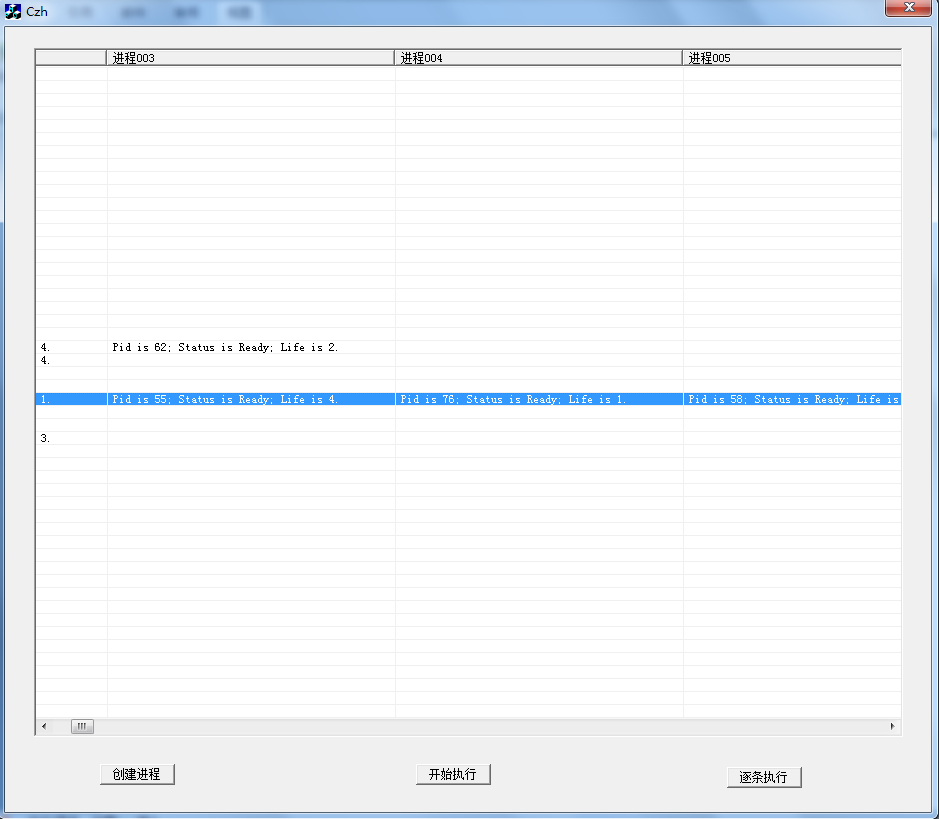 Czh
进程003 进程004 进程005
4. Pid is 62; Status is Ready; Life is 2.
4.
1. Pid is 55; Status is Ready; Life is 4. Pid is 76; Status is Ready; Life is 1. Pid is 58; Status is Ready; Life is
3.
创建进程 开始执行 逐条执行